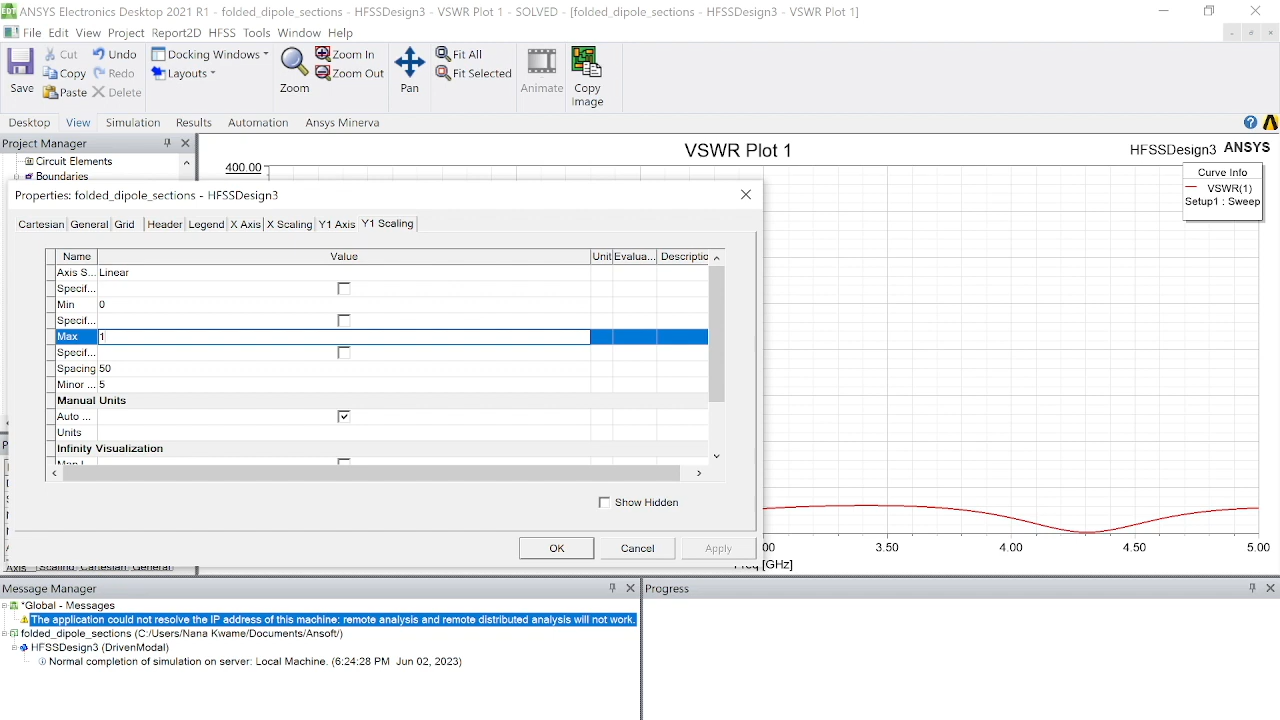 ANSYS Electronics Desktop 2021 R1 - folded_dipole_sections - HFSSDesign3 - VSWR Plot 1 - SOLVED - [folded_dipole_sections - HFSSDesign3 - VSWR Plot 1]
File Edit View Project Report2D HFSS Tools Window Help
Save Cut Copy Paste Undo Redo Delete Docking Windows Layouts Zoom Zoom In Zoom Out Pan Fit All Fit Selected Animate Copy Image
Desktop View Simulation Results Automation Ansys Minerva
Project Manager
Circuit Elements
Boundaries
VSWR Plot 1
HFSSDesign3 ANSYS
400.00
Curve Info
VSWR(1)
Setup1 : Sweep
Properties: folded_dipole_sections - HFSSDesign3
Cartesian General Grid Header Legend X Axis X Scaling Y1 Axis Y1 Scaling
Name Value Unit Evalua... Descriptic
Axis S... Linear
Specif...
Min 0
Specif...
Max 1
Specif...
Spacing 50
Minor ... 5
Manual Units
Auto ...
Units
Infinity Visualization
Show Hidden
OK Cancel Apply
3.50 4.00 4.50 5.00
[GHz]
Message Manager
*Global - Messages
The application could not resolve the IP address of this machine: remote analysis and remote distributed analysis will not work.
folded_dipole_sections (C:/Users/Nana Kwame/Documents/Ansoft/)
HFSSDesign3 (DrivenModal)
Normal completion of simulation on server: Local Machine. (6:24:28 PM Jun 02, 2023)
Progress